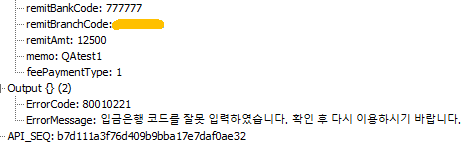 remitBankCode: 777777
remitBranchCode:
remitAmt: 12500
memo: QAtest1
feePaymentType: 1
Output {} (2)
ErrorCode: 80010221
ErrorMessage: 입금은행 코드를 잘못 입력하였습니다. 확인 후 다시 이용하시기 바랍니다.
API_SEQ: b7d111a3f76d409b9bba17e7daf0ae32